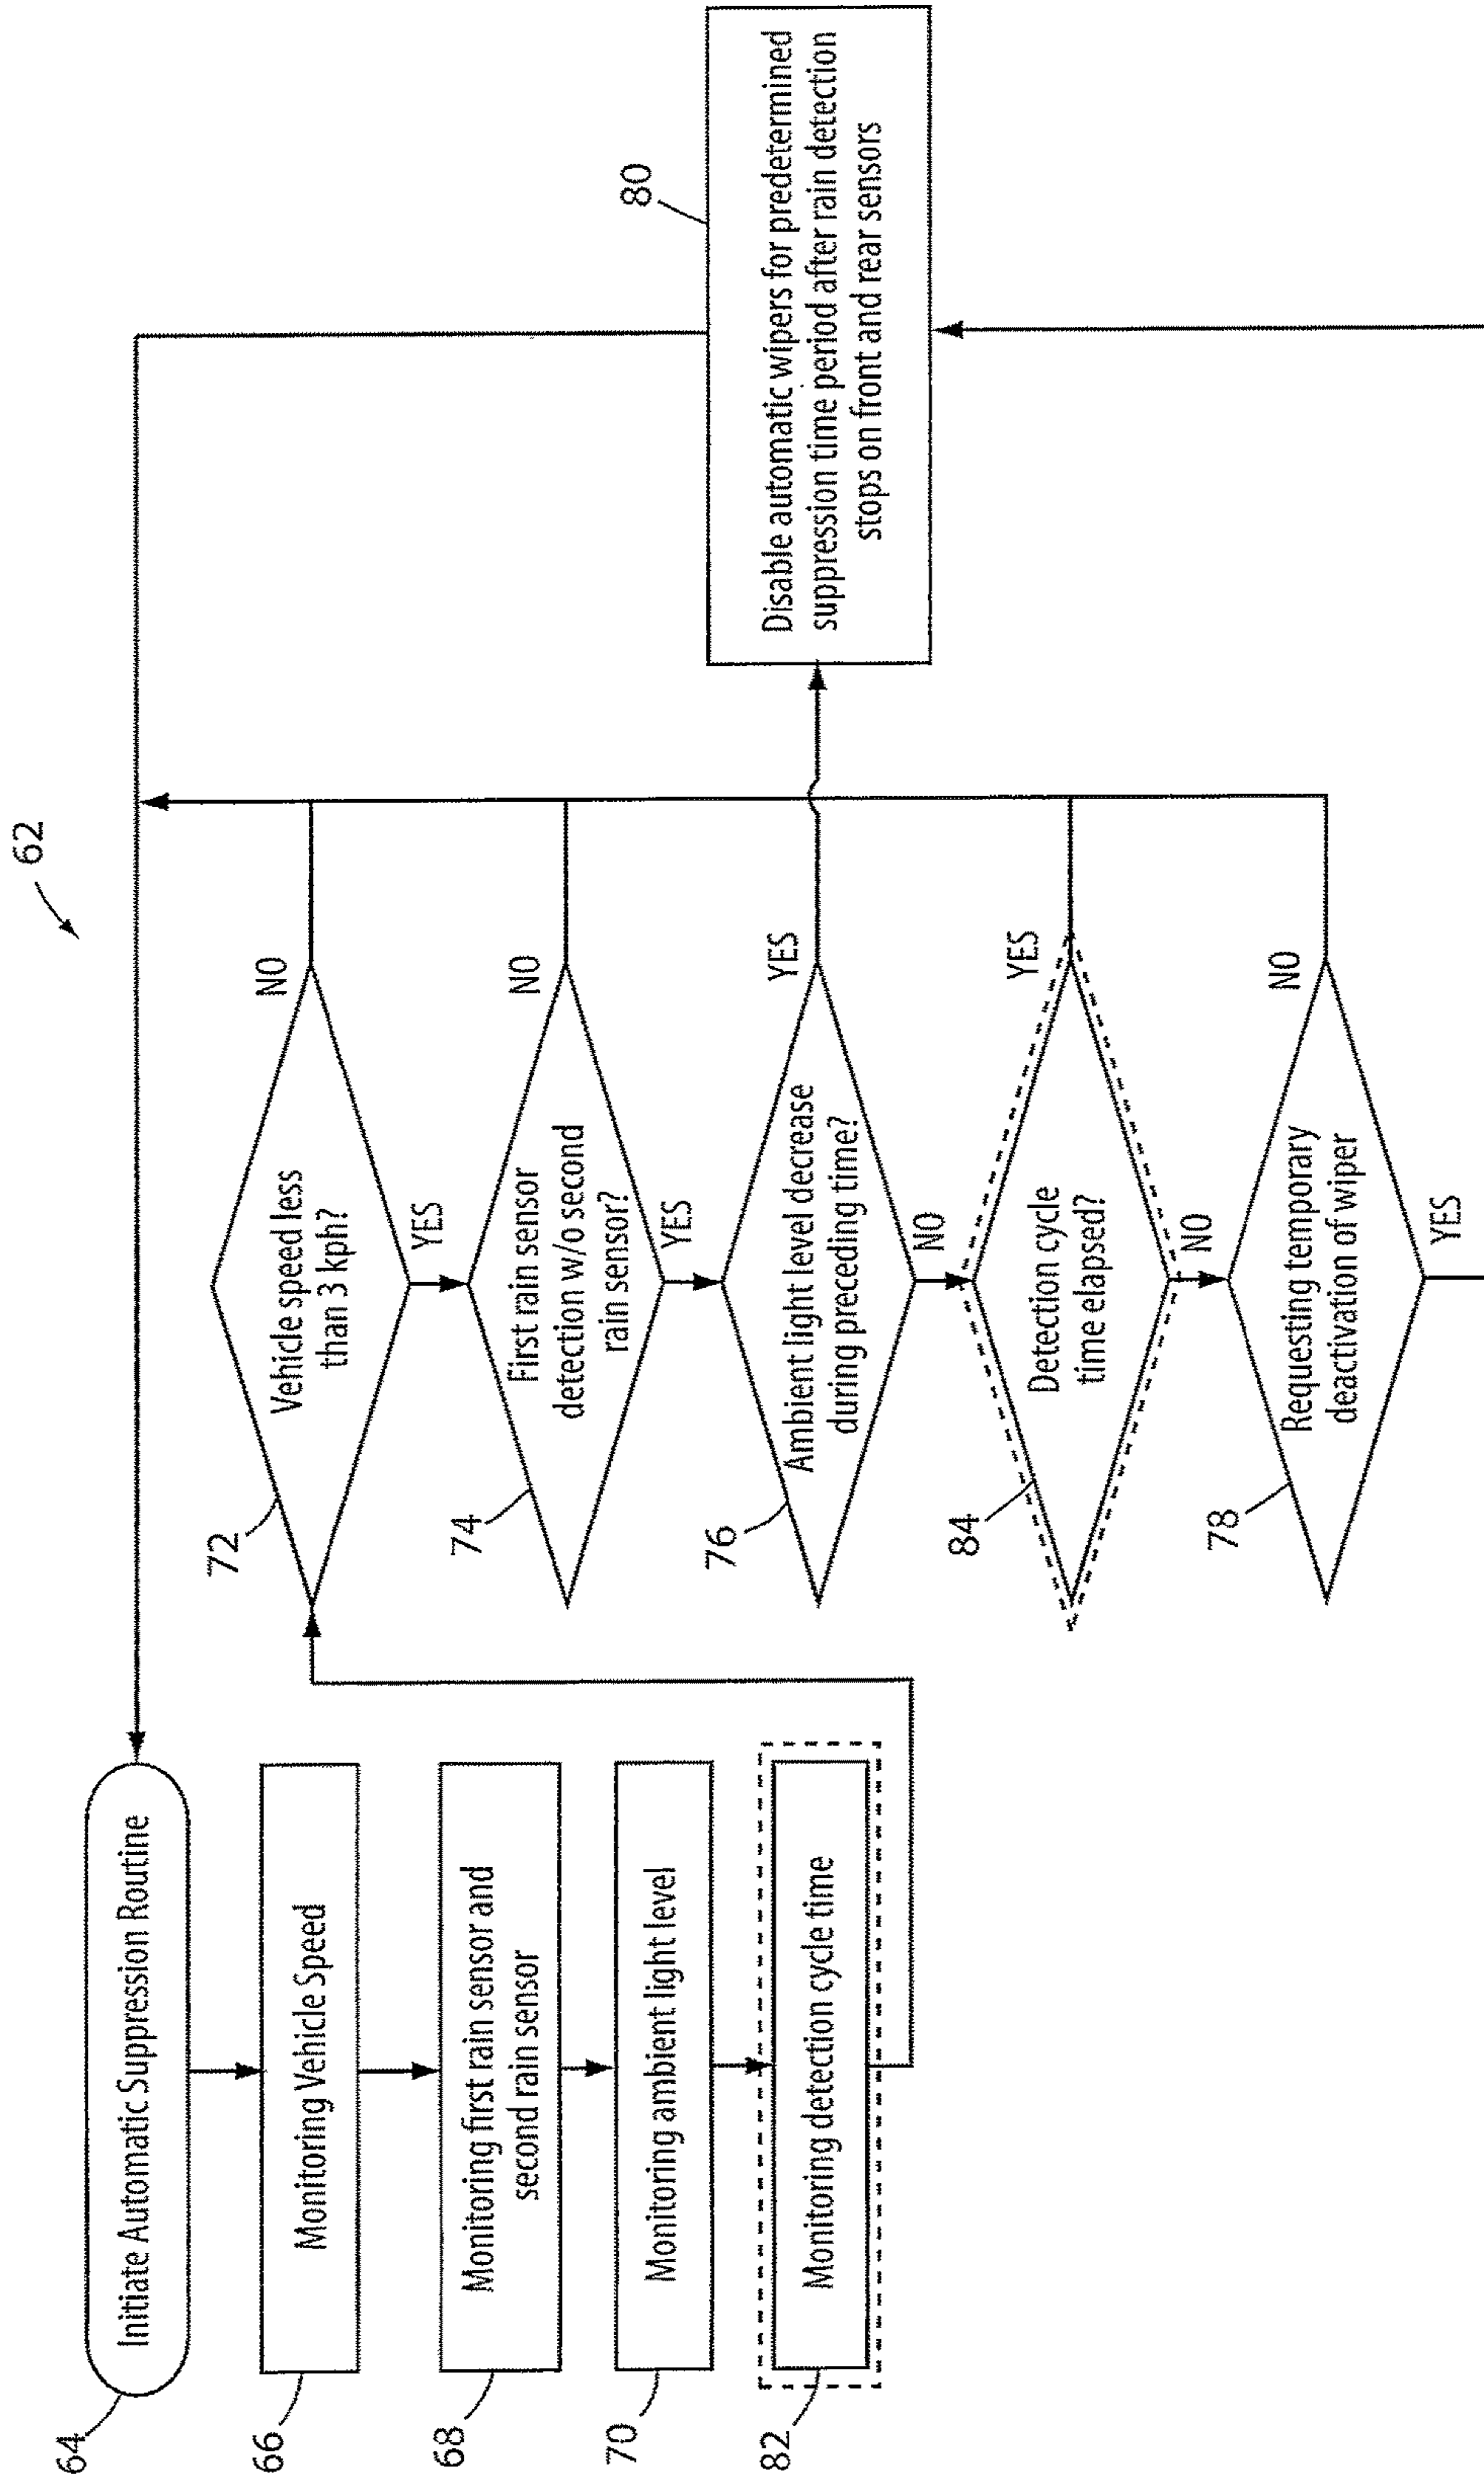 62
64
Initiate Automatic Suppression Routine
66
Monitoring Vehicle Speed
68
Monitoring first rain sensor and
second rain sensor
70
Monitoring ambient light level
82
Monitoring detection cycle time
72
Vehicle speed less
than 3 kph?
NO
YES
74
First rain sensor
detection w/o second
rain sensor?
NO
YES
76
Ambient light level decrease
during preceding time?
YES
NO
84
Detection cycle
time elapsed?
YES
NO
78
Requesting temporary
deactivation of wiper
NO
YES
80
Disable automatic wipers for predetermined
suppression time period after rain detection
stops on front and rear sensors